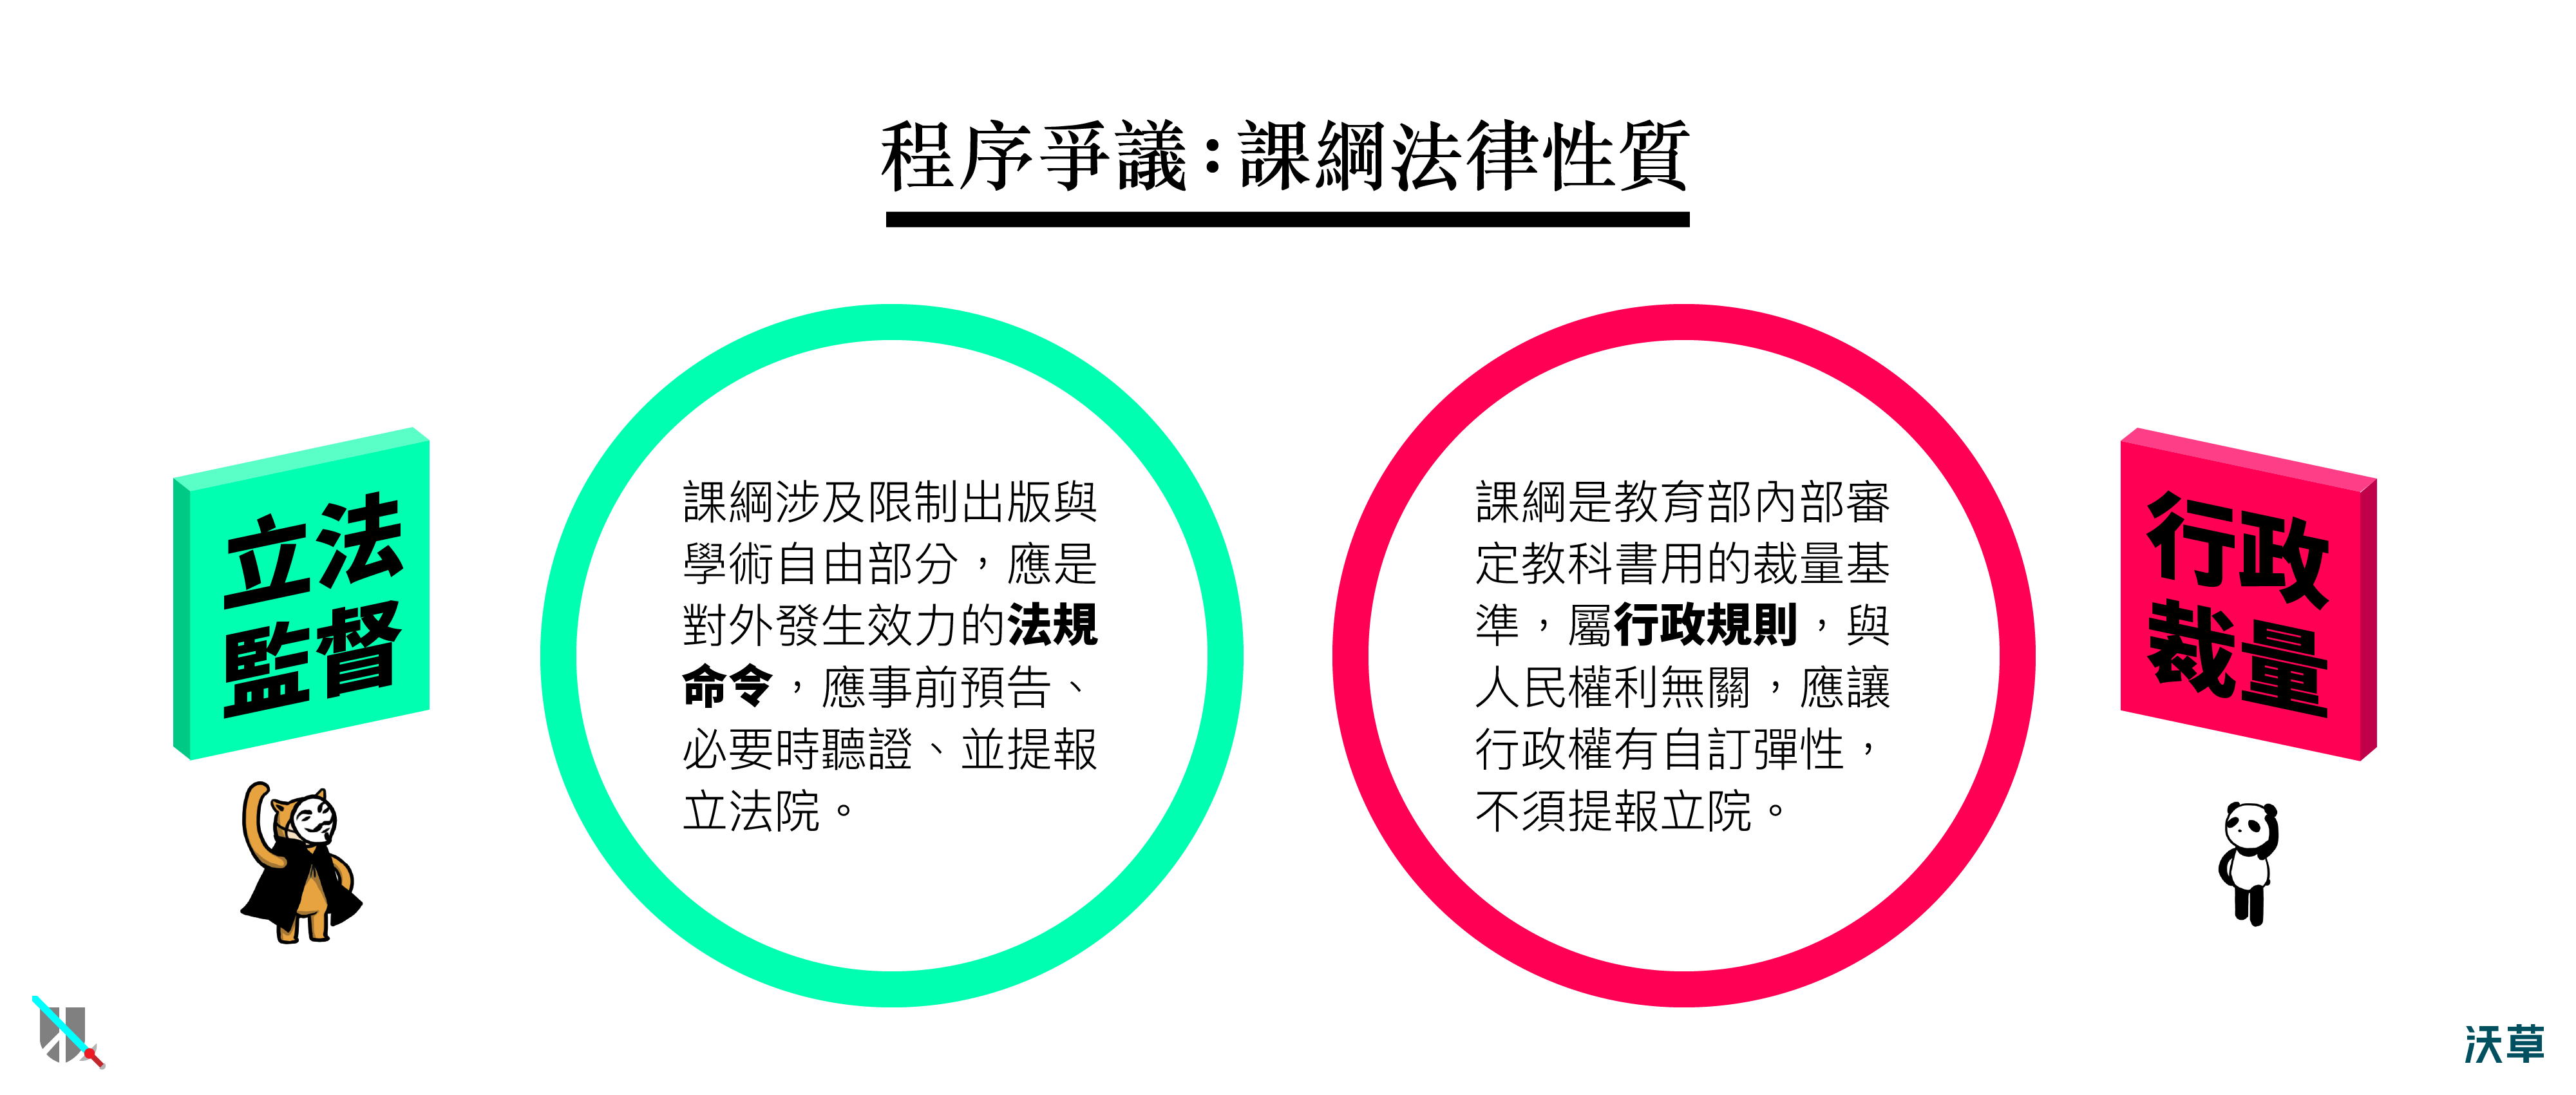 程序爭議:課綱法律性質
立法
監督
課綱涉及限制出版與
學術自由部分，應是
對外發生效力的法規
命令，應事前預告、
必要時聽證、並提報
立法院。
課綱是教育部內部審
定教科書用的裁量基
準，屬行政規則，與
人民權利無關，應讓
行政權有自訂彈性，
不須提報立院。
行政
裁量
沃草